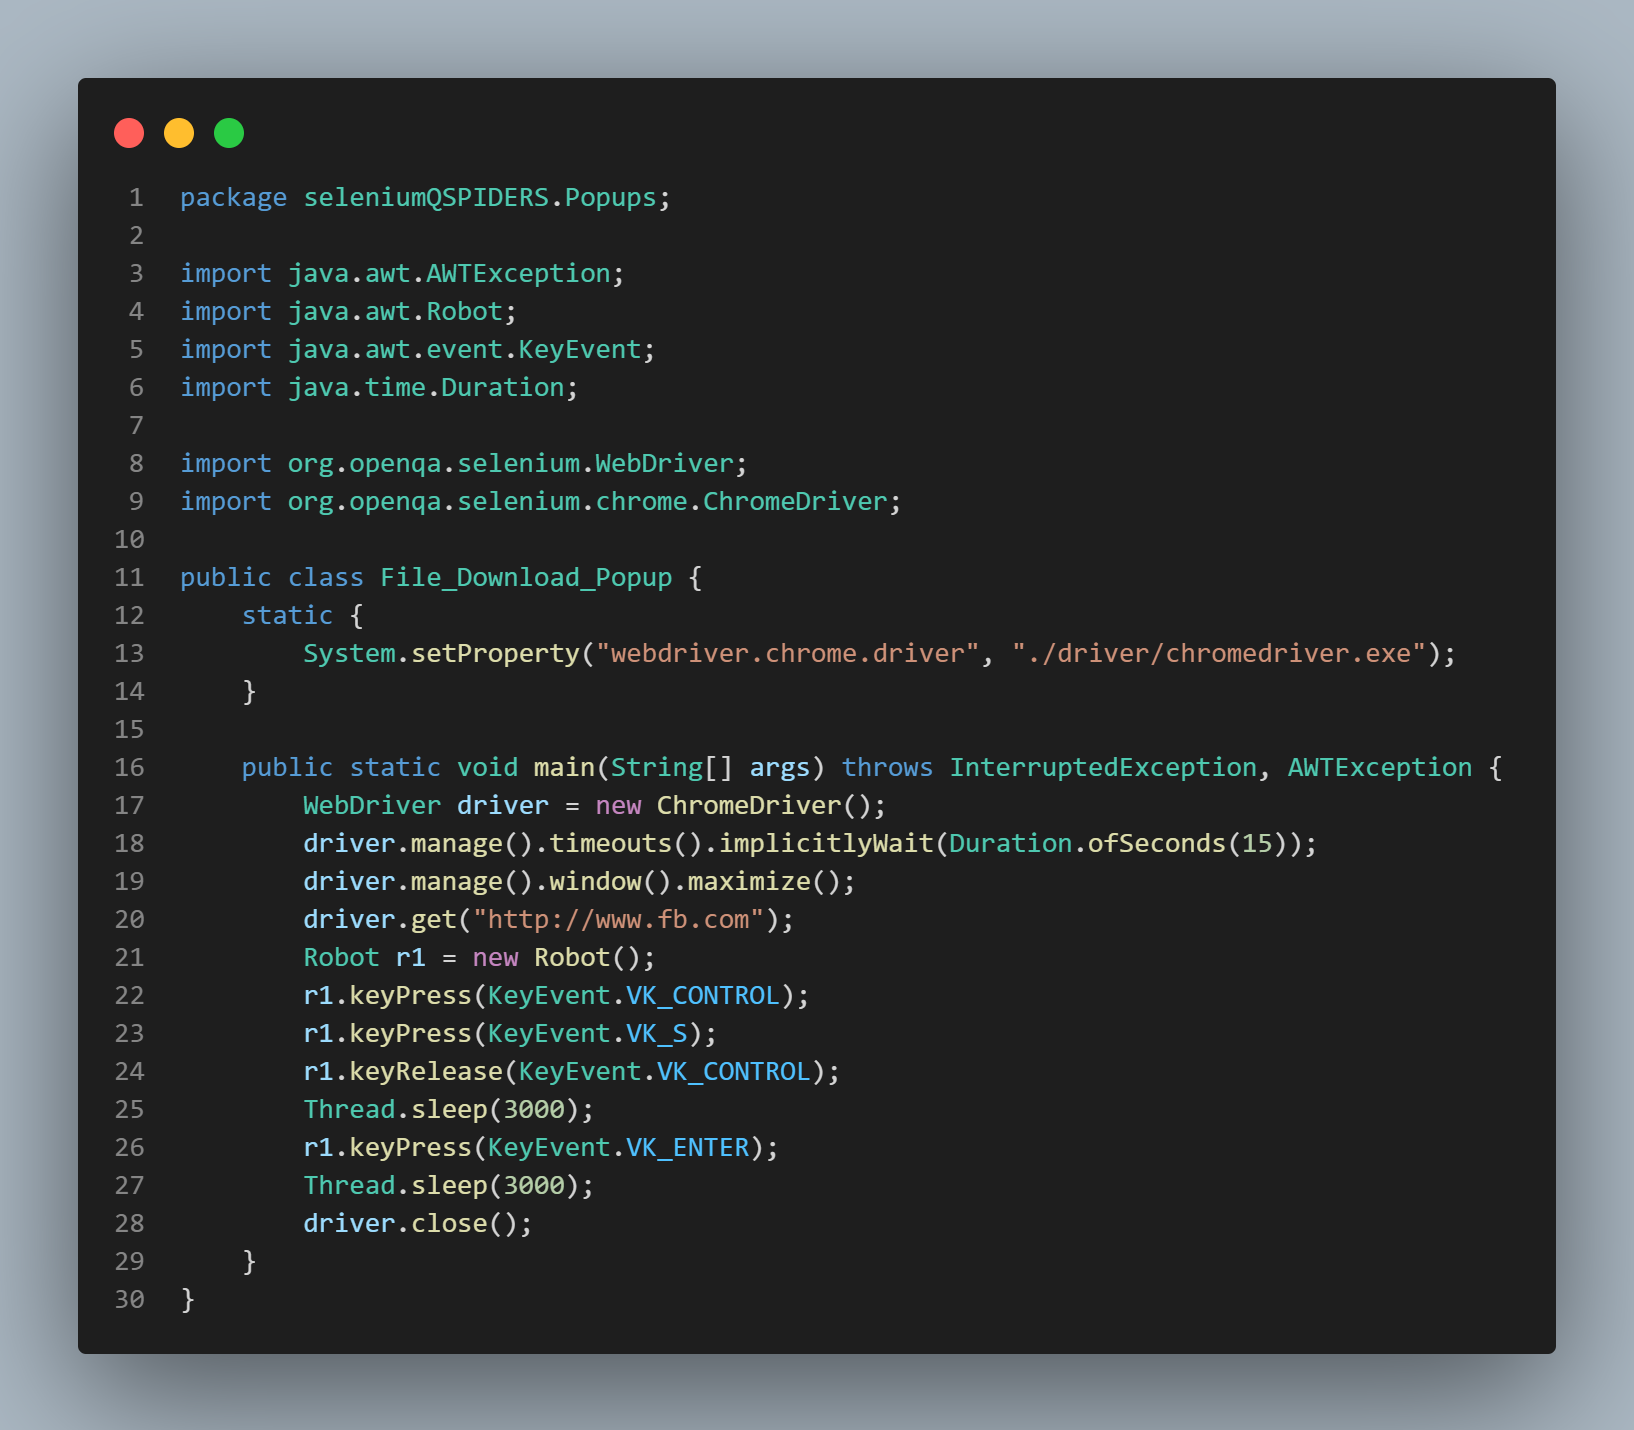 1 package seleniumQSPIDERS.Popups;
2
3 import java.awt.AWTException;
4 import java.awt.Robot;
5 import java.awt.event.KeyEvent;
6 import java.time.Duration;
7
8 import org.openqa.selenium.WebDriver;
9 import org.openqa.selenium.chrome.ChromeDriver;
10
11 public class File_Download_Popup {
12     static {
13         System.setProperty("webdriver.chrome.driver", "./driver/chromedriver.exe");
14     }
15
16     public static void main(String[] args) throws InterruptedException, AWTException {
17         WebDriver driver = new ChromeDriver();
18         driver.manage().timeouts().implicitlyWait(Duration.ofSeconds(15));
19         driver.manage().window().maximize();
20         driver.get("http://www.fb.com");
21         Robot r1 = new Robot();
22         r1.keyPress(KeyEvent.VK_CONTROL);
23         r1.keyPress(KeyEvent.VK_S);
24         r1.keyRelease(KeyEvent.VK_CONTROL);
25         Thread.sleep(3000);
26         r1.keyPress(KeyEvent.VK_ENTER);
27         Thread.sleep(3000);
28         driver.close();
29     }
30 }